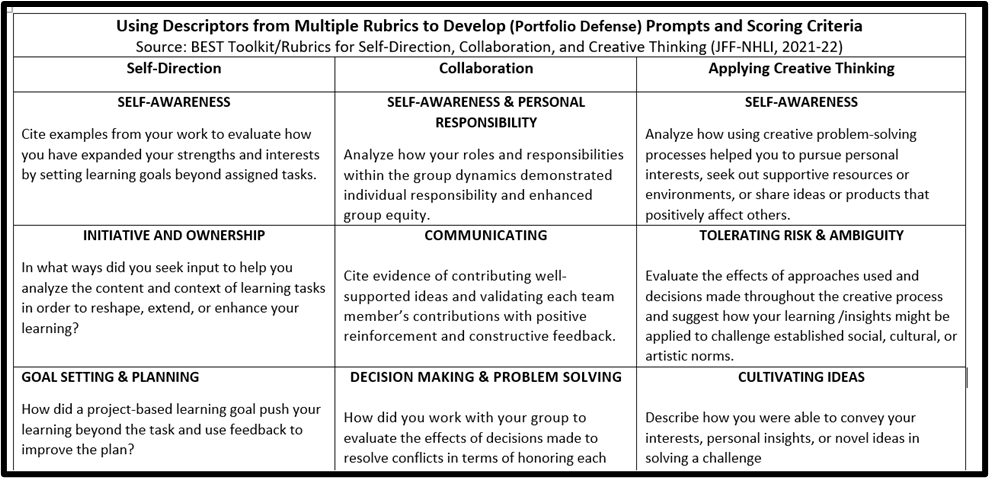 Using Descriptors from Multiple Rubrics to Develop (Portfolio Defense) Prompts and Scoring Criteria
Source: BEST Toolkit/Rubrics for Self-Direction, Collaboration, and Creative Thinking (JFF-NHLI, 2021-22)
Self-Direction
Collaboration
Applying Creative Thinking
SELF-AWARENESS
Cite examples from your work to evaluate how
you have expanded your strengths and interests
by setting learning goals beyond assigned tasks.
SELF-AWARENESS & PERSONAL
RESPONSIBILITY
Analyze how your roles and responsibilities
within the group dynamics demonstrated
individual responsibility and enhanced
group equity.
SELF-AWARENESS
Analyze how using creative problem-solving
processes helped you to pursue personal
interests, seek out supportive resources or
environments, or share ideas or products that
positively affect others.
INITIATIVE AND OWNERSHIP
In what ways did you seek input to help you
analyze the content and context of learning tasks
in order to reshape, extend, or enhance your
learning?
COMMUNICATING
Cite evidence of contributing well-
supported ideas and validating each team
member’s contributions with positive
reinforcement and constructive feedback.
TOLERATING RISK & AMBIGUITY
Evaluate the effects of approaches used and
decisions made throughout the creative process
and suggest how your learning /insights might be
applied to challenge established social, cultural, or
artistic norms.
GOAL SETTING & PLANNING
How did a project-based learning goal push your
learning beyond the task and use feedback to
improve the plan?
DECISION MAKING & PROBLEM SOLVING
How did you work with your group to
evaluate the effects of decisions made to
resolve conflicts in terms of honoring each
CULTIVATING IDEAS
Describe how you were able to convey your
interests, personal insights, or novel ideas in
solving a challenge